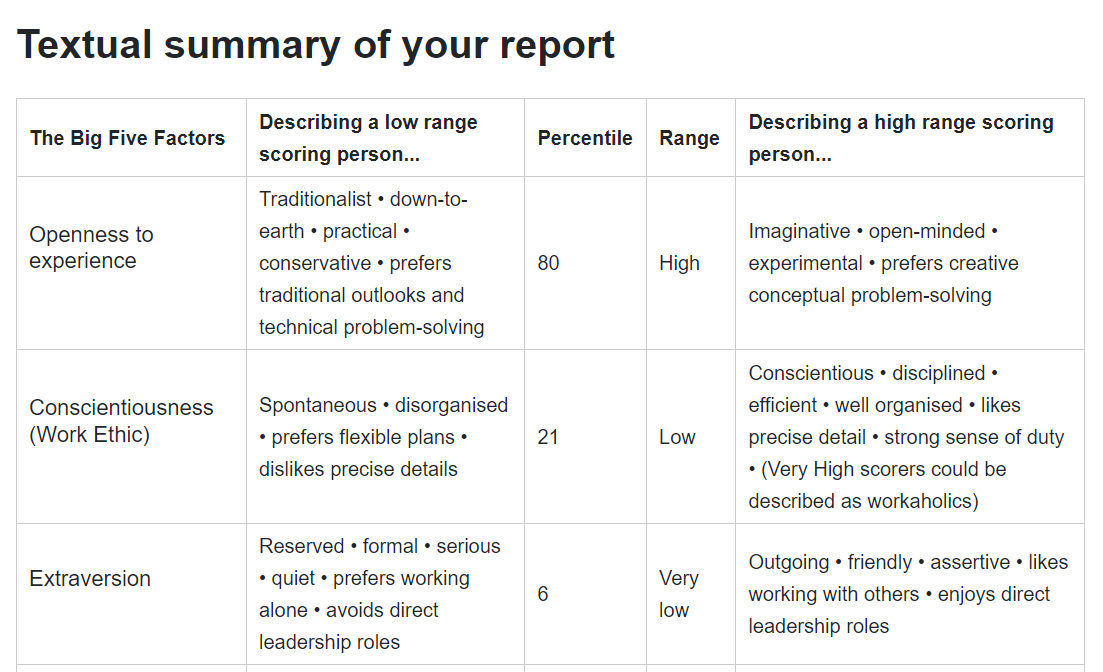 Textual summary of your report
The Big Five Factors
Describing a low range
scoring person...
Percentile
Range
Describing a high range scoring
person...
Openness to
experience
Traditionalist • down-to-
earth • practical •
conservative • prefers
traditional outlooks and
technical problem-solving
80
High
Imaginative • open-minded •
experimental • prefers creative
conceptual problem-solving
Conscientiousness
(Work Ethic)
Spontaneous • disorganised
• prefers flexible plans •
dislikes precise details
21
Low
Conscientious • disciplined •
efficient • well organised • likes
precise detail • strong sense of duty
• (Very High scorers could be
described as workaholics)
Extraversion
Reserved • formal • serious
• quiet • prefers working
alone • avoids direct
leadership roles
6
Very
low
Outgoing • friendly • assertive • likes
working with others • enjoys direct
leadership roles